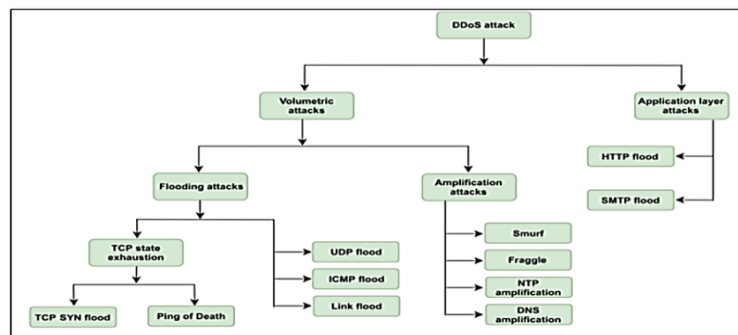 DDoS attack
Volumetric
attacks
Application layer
attacks
HTTP flood
SMTP flood
Flooding attacks
Amplification
attacks
TCP state
exhaustion
UDP flood
ICMP flood
Link flood
TCP SYN flood
Ping of Death
Smurf
Fraggle
NTP
amplification
DNS
amplification